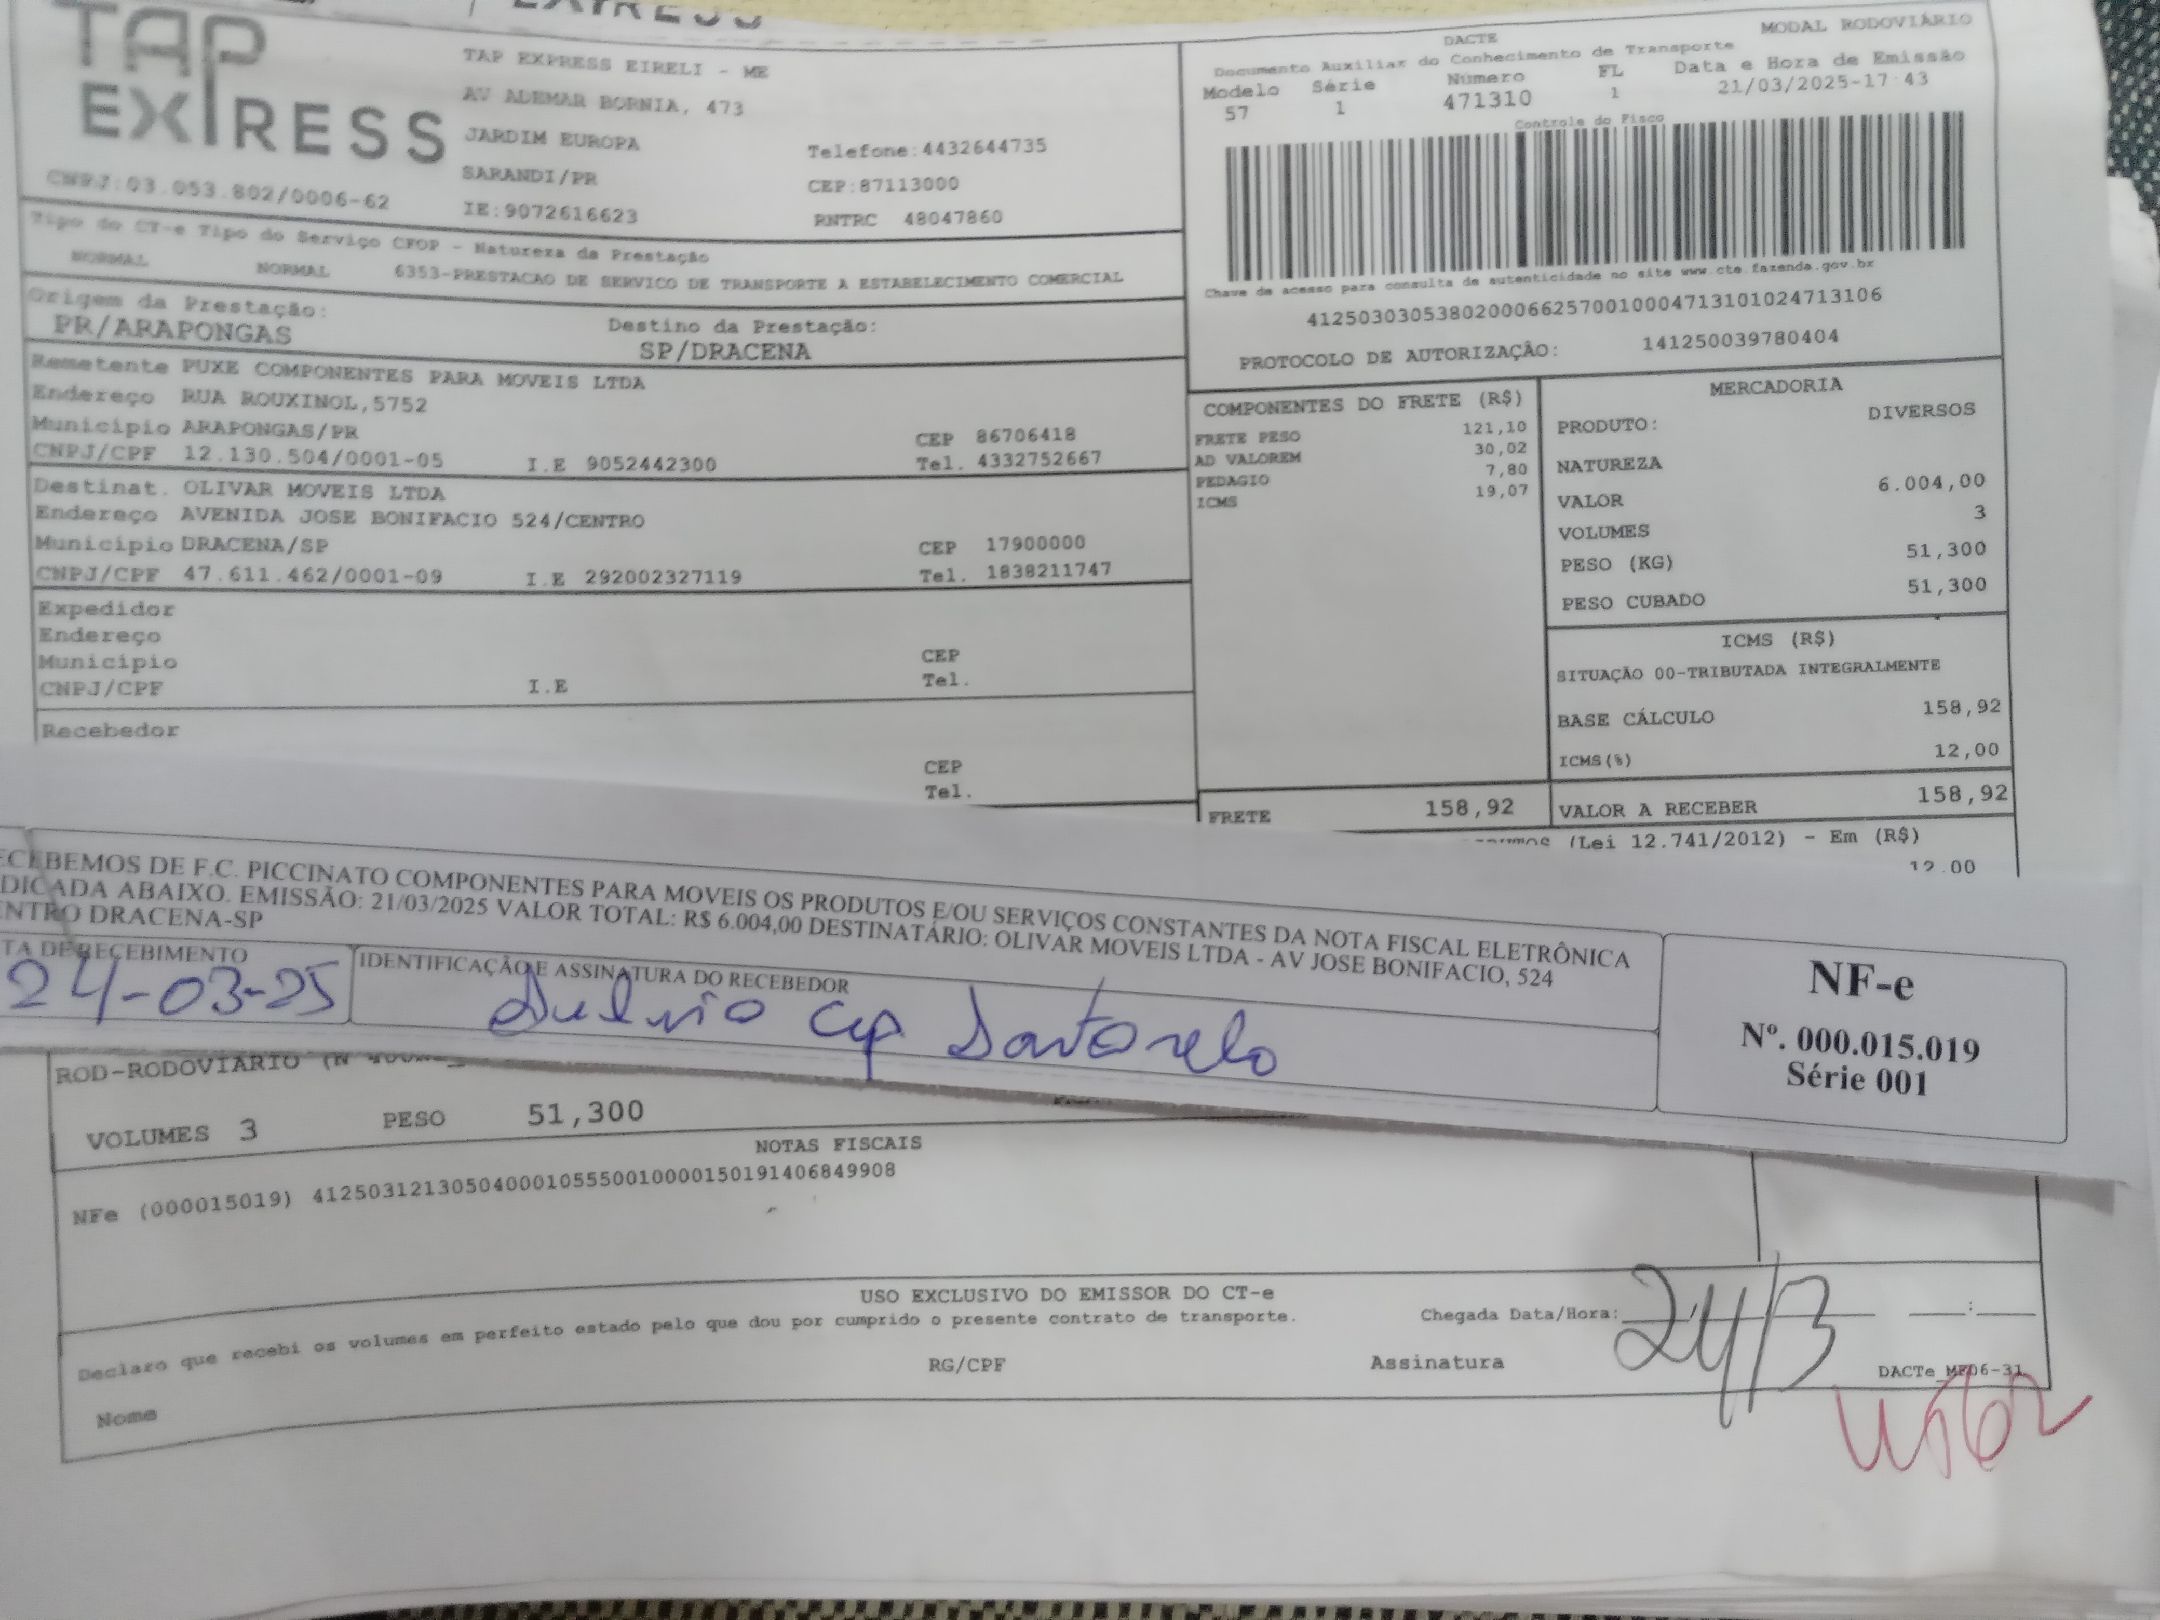 TAP EXPRESS
TAP EXPRESS EIRELI - ME
AV ADEMAR BORNIA, 473
JARDIM EUROPA
Telefone:4432644735
SARANDI/PR
CEP:87113000
CNPJ:03.053.802/0006-62
IE:9072616623
RNTRC 48047860
DACTE
MODAL RODOVIÁRIO
Documento Auxiliar do Conhecimento de Transporte
Modelo Série Número FL Data e Hora de Emissão
57 1 471310 1 21/03/2025-17:43
Controle do Fisco
Chave de acesso para consulta de autenticidade no site www.cte.fazenda.gov.br
41250303053802000662570010004713101024713106
PROTOCOLO DE AUTORIZAÇÃO: 141250039780404
Tipo do CT-e Tipo do Serviço CFOP - Natureza da Prestação
NORMAL NORMAL 6353-PRESTACAO DE SERVICO DE TRANSPORTE A ESTABELECIMENTO COMERCIAL
Origem da Prestação:
PR/ARAPONGAS
Destino da Prestação:
SP/DRACENA
Remetente PUXE COMPONENTES PARA MOVEIS LTDA
Endereço RUA ROUXINOL,5752
Município ARAPONGAS/PR CEP 86706418
CNPJ/CPF 12.130.504/0001-05 I.E 9052442300 Tel. 4332752667
Destinat. OLIVAR MOVEIS LTDA
Endereço AVENIDA JOSE BONIFACIO 524/CENTRO
Município DRACENA/SP CEP 17900000
CNPJ/CPF 47.611.462/0001-09 I.E 292002327119 Tel. 1838211747
Expedidor
Endereço
Município CEP
CNPJ/CPF I.E Tel.
Recebedor
CEP
Tel.
COMPONENTES DO FRETE (R$)
FRETE PESO 121,10
AD VALOREM 30,02
PEDAGIO 7,80
ICMS 19,07
FRETE 158,92
MERCADORIA
PRODUTO: DIVERSOS
NATUREZA
VALOR 6.004,00
VOLUMES 3
PESO (KG) 51,300
PESO CUBADO 51,300
ICMS (R$)
SITUAÇÃO 00-TRIBUTADA INTEGRALMENTE
BASE CÁLCULO 158,92
ICMS(%) 12,00
VALOR A RECEBER 158,92
(Lei 12.741/2012) - Em (R$)
12.00
ECEBEMOS DE F.C. PICCINATO COMPONENTES PARA MOVEIS OS PRODUTOS E/OU SERVIÇOS CONSTANTES DA NOTA FISCAL ELETRÔNICA
DICADA ABAIXO. EMISSÃO: 21/03/2025 VALOR TOTAL: R$ 6.004,00 DESTINATÁRIO: OLIVAR MOVEIS LTDA - AV JOSE BONIFACIO, 524
ENTRO DRACENA-SP
TA DE RECEBIMENTO
24-03-25
IDENTIFICAÇÃO E ASSINATURA DO RECEBEDOR
NF-e
Nº. 000.015.019
Série 001
ROD-RODOVIARIO
VOLUMES 3 PESO 51,300
NOTAS FISCAIS
NFe (000015019) 41250312130504000105550010000150191406849908
USO EXCLUSIVO DO EMISSOR DO CT-e
Declaro que recebi os volumes em perfeito estado pelo que dou por cumprido o presente contrato de transporte.
Chegada Data/Hora: 24/3 :
Nome RG/CPF Assinatura